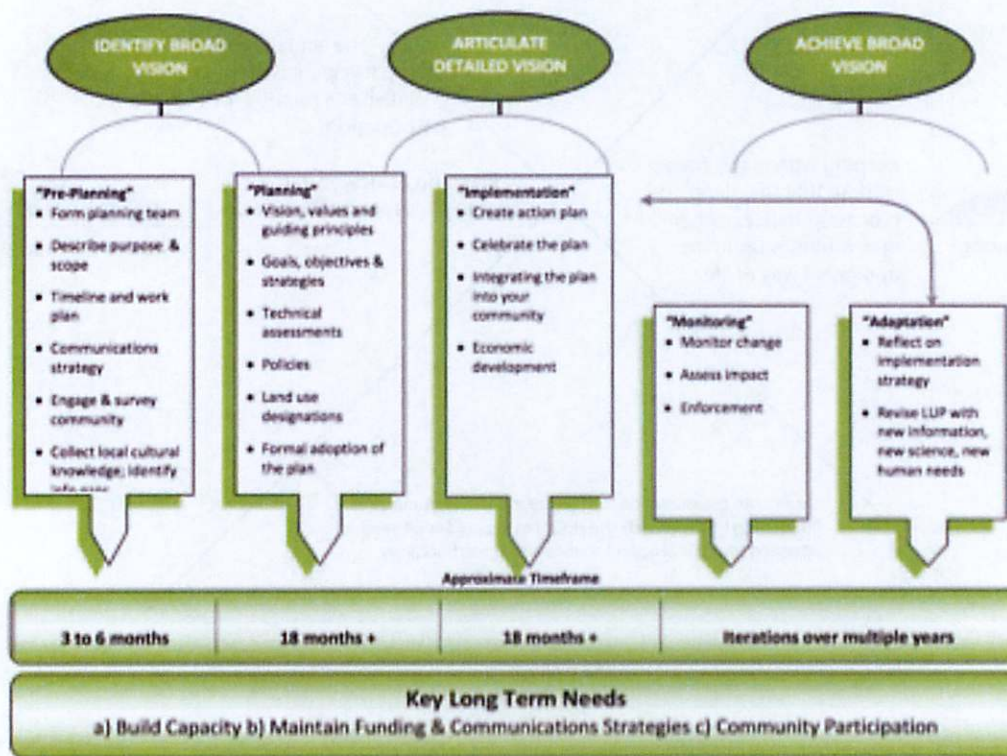 IDENTIFY BROAD
VISION
ARTICULATE
DETAILED VISION
ACHIEVE BROAD
VISION
"Pre-Planning"
• Form planning team
• Describe purpose &
scope
• Timeline and work
plan
• Communications
strategy
• Engage & survey
community
• Collect local cultural
knowledge; identify
info gaps
"Planning"
• Vision, values and
guiding principles
• Goals, objectives &
strategies
• Technical
assessments
• Policies
• Land use
designations
• Formal adoption of
the plan
"Implementation"
• Create action plan
• Celebrate the plan
• Integrating the plan
into your
community
• Economic
development
"Monitoring"
• Monitor change
• Assess impact
• Enforcement
"Adaptation"
• Reflect on
implementation
strategy
• Revise LUP with
new information,
new science, new
human needs
Approximate Timeframe
3 to 6 months
18 months +
18 months +
Iterations over multiple years
Key Long Term Needs
a) Build Capacity b) Maintain Funding & Communications Strategies c) Community Participation